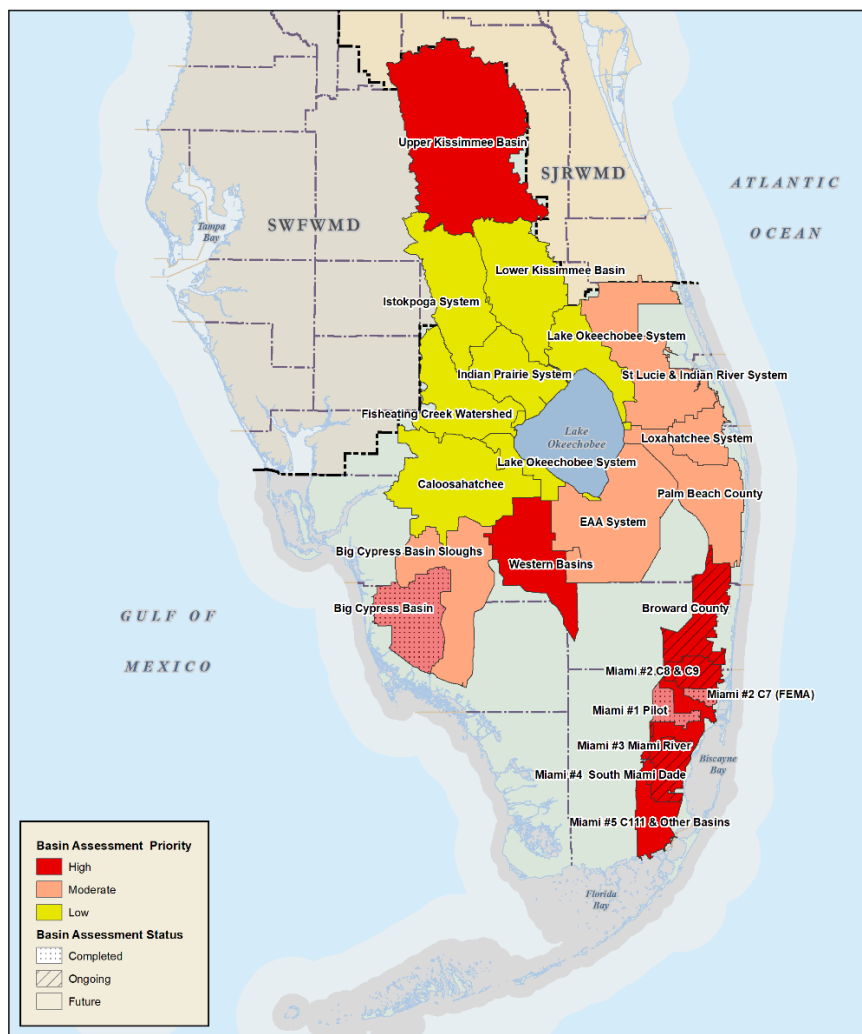 Upper Kissimmee Basin
SJRWMD
ATLANTIC
OCEAN
SWFWMD
Tampa
Bay
Lower Kissimmee Basin
Istokpoga System
Lake Okeechobee System
Indian Prairie System
St Lucie & Indian River System
Fisheating Creek Watershed
Lake
Okeechobee
Loxahatchee System
Lake Okeechobee System
Caloosahatchee
Palm Beach County
EAA System
Big Cypress Basin Sloughs
Western Basins
Big Cypress Basin
Broward County
GULF OF
MEXICO
Miami #2 C8 & C9
Miami #2 C7 (FEMA)
Miami #1 Pilot
Miami #3 Miami River
Biscayne
Bay
Miami #4 South Miami Dade
Miami #5 C111 & Other Basins
Florida
Bay
Basin Assessment Priority
High
Moderate
Low
Basin Assessment Status
Completed
Ongoing
Future